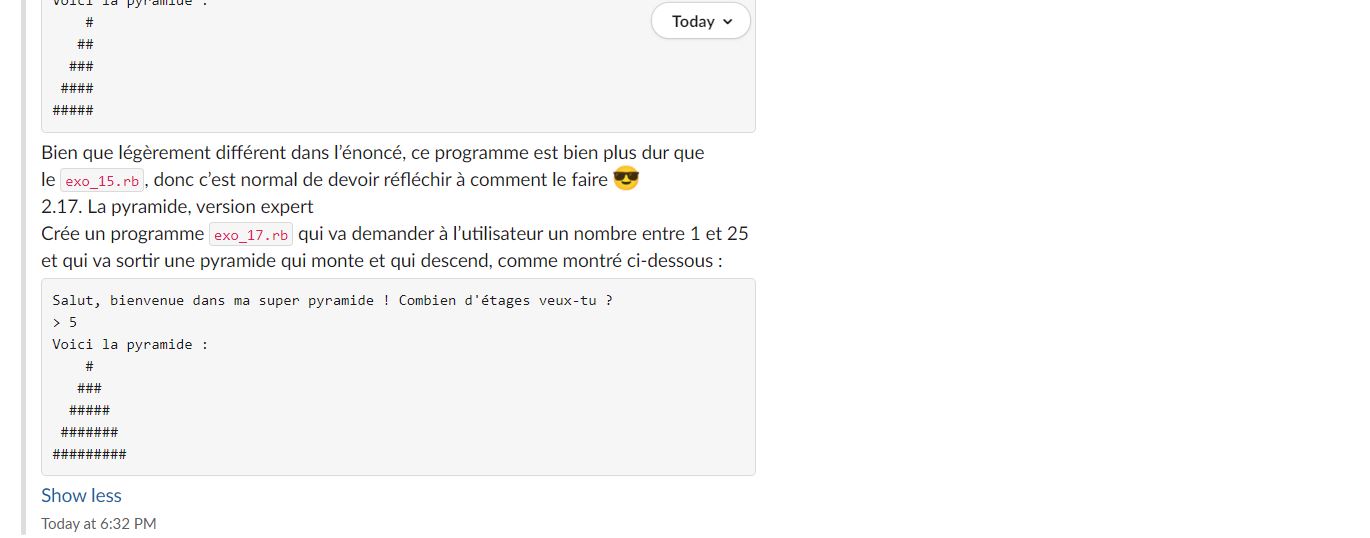 Voici la pyramide :
    #
   ##
  ###
 ####
#####
Today
Bien que légèrement différent dans l’énoncé, ce programme est bien plus dur que
le exo_15.rb, donc c’est normal de devoir réfléchir à comment le faire 😎
2.17. La pyramide, version expert
Crée un programme exo_17.rb qui va demander à l’utilisateur un nombre entre 1 et 25
et qui va sortir une pyramide qui monte et qui descend, comme montré ci-dessous :
Salut, bienvenue dans ma super pyramide ! Combien d'étages veux-tu ?
> 5
Voici la pyramide :
    #
   ###
  #####
 #######
#########
Show less
Today at 6:32 PM